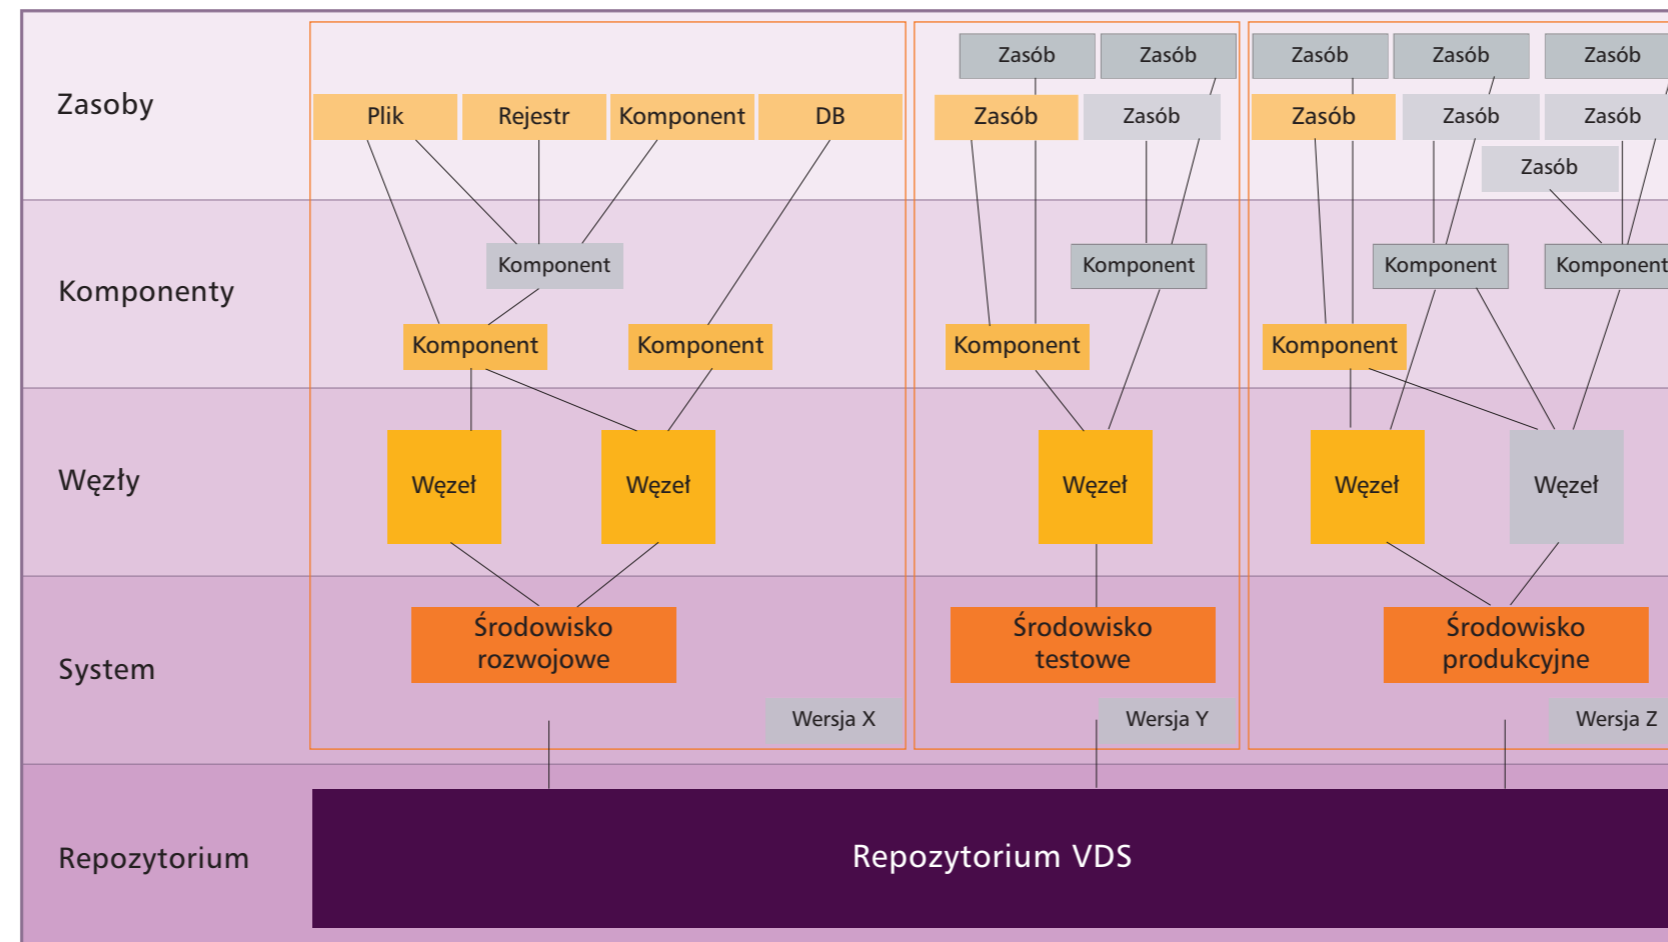 Zasoby
Zasób Zasób Zasób Zasób Zasób
Plik Rejestr Komponent DB Zasób Zasób Zasób Zasób Zasób
Zasób
Komponenty
Komponent Komponent Komponent Komponent
Komponent Komponent Komponent Komponent
Węzły
Węzeł Węzeł Węzeł Węzeł Węzeł
System
Środowisko
rozwojowe
Środowisko
testowe
Środowisko
produkcyjne
Wersja X Wersja Y Wersja Z
Repozytorium
Repozytorium VDS